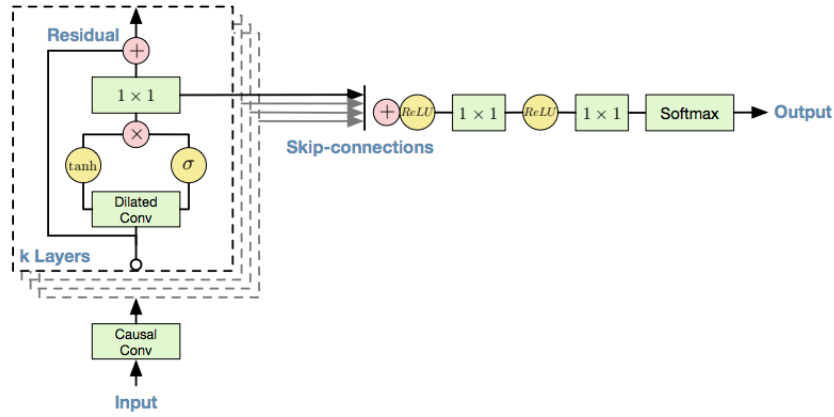 Residual
+
1 × 1
×
tanh
σ
Dilated
Conv
k Layers
Causal
Conv
Input
Skip-connections
+
ReLU
1 × 1
ReLU
1 × 1
Softmax
Output